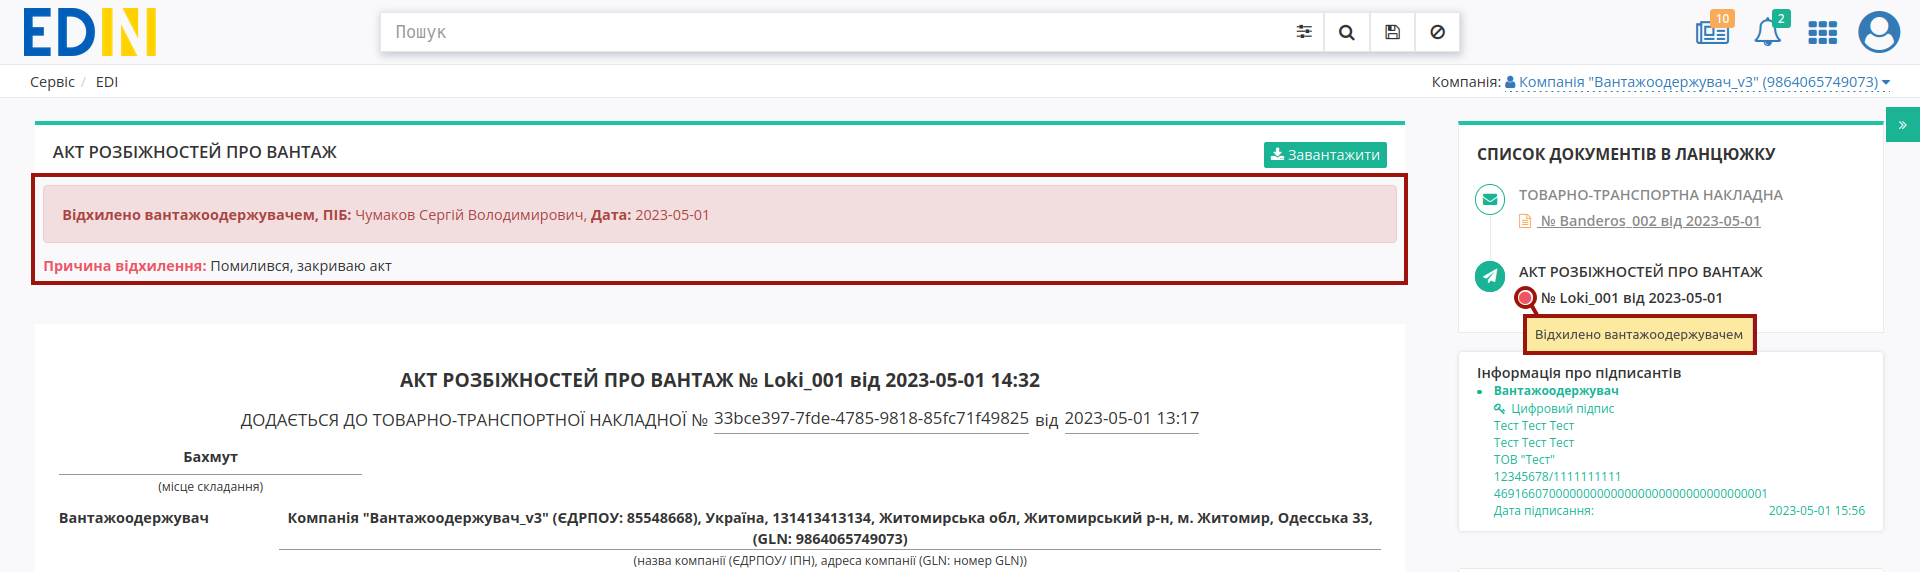 EDIN
Пошук
10
2
Сервіс / EDI
Компанія: Компанія "Вантажоодержувач_v3" (9864065749073)
АКТ РОЗБІЖНОСТЕЙ ПРО ВАНТАЖ
Завантажити
Відхилено вантажоодержувачем, ПІБ: Чумаков Сергій Володимирович, Дата: 2023-05-01
Причина відхилення: Помилився, закриваю акт
АКТ РОЗБІЖНОСТЕЙ ПРО ВАНТАЖ № Loki_001 від 2023-05-01 14:32
ДОДАЄТЬСЯ ДО ТОВАРНО-ТРАНСПОРТНОЇ НАКЛАДНОЇ № 33bce397-7fde-4785-9818-85fc71f49825 від 2023-05-01 13:17
Бахмут
(місце складання)
Вантажоодержувач
Компанія "Вантажоодержувач_v3" (ЄДРПОУ: 85548668), Україна, 131413413134, Житомирська обл, Житомирський р-н, м. Житомир, Одесська 33,
(GLN: 9864065749073)
(назва компанії (ЄДРПОУ/ ІПН), адреса компанії (GLN: номер GLN))
»
СПИСОК ДОКУМЕНТІВ В ЛАНЦЮЖКУ
ТОВАРНО-ТРАНСПОРТНА НАКЛАДНА
№ Banderos_002 від 2023-05-01
АКТ РОЗБІЖНОСТЕЙ ПРО ВАНТАЖ
№ Loki_001 від 2023-05-01
Відхилено вантажоодержувачем
Інформація про підписантів
Вантажоодержувач
Цифровий підпис
Тест Тест Тест
Тест Тест Тест
ТОВ "Тест"
12345678/1111111111
Дата підписання: 2023-05-01 15:56